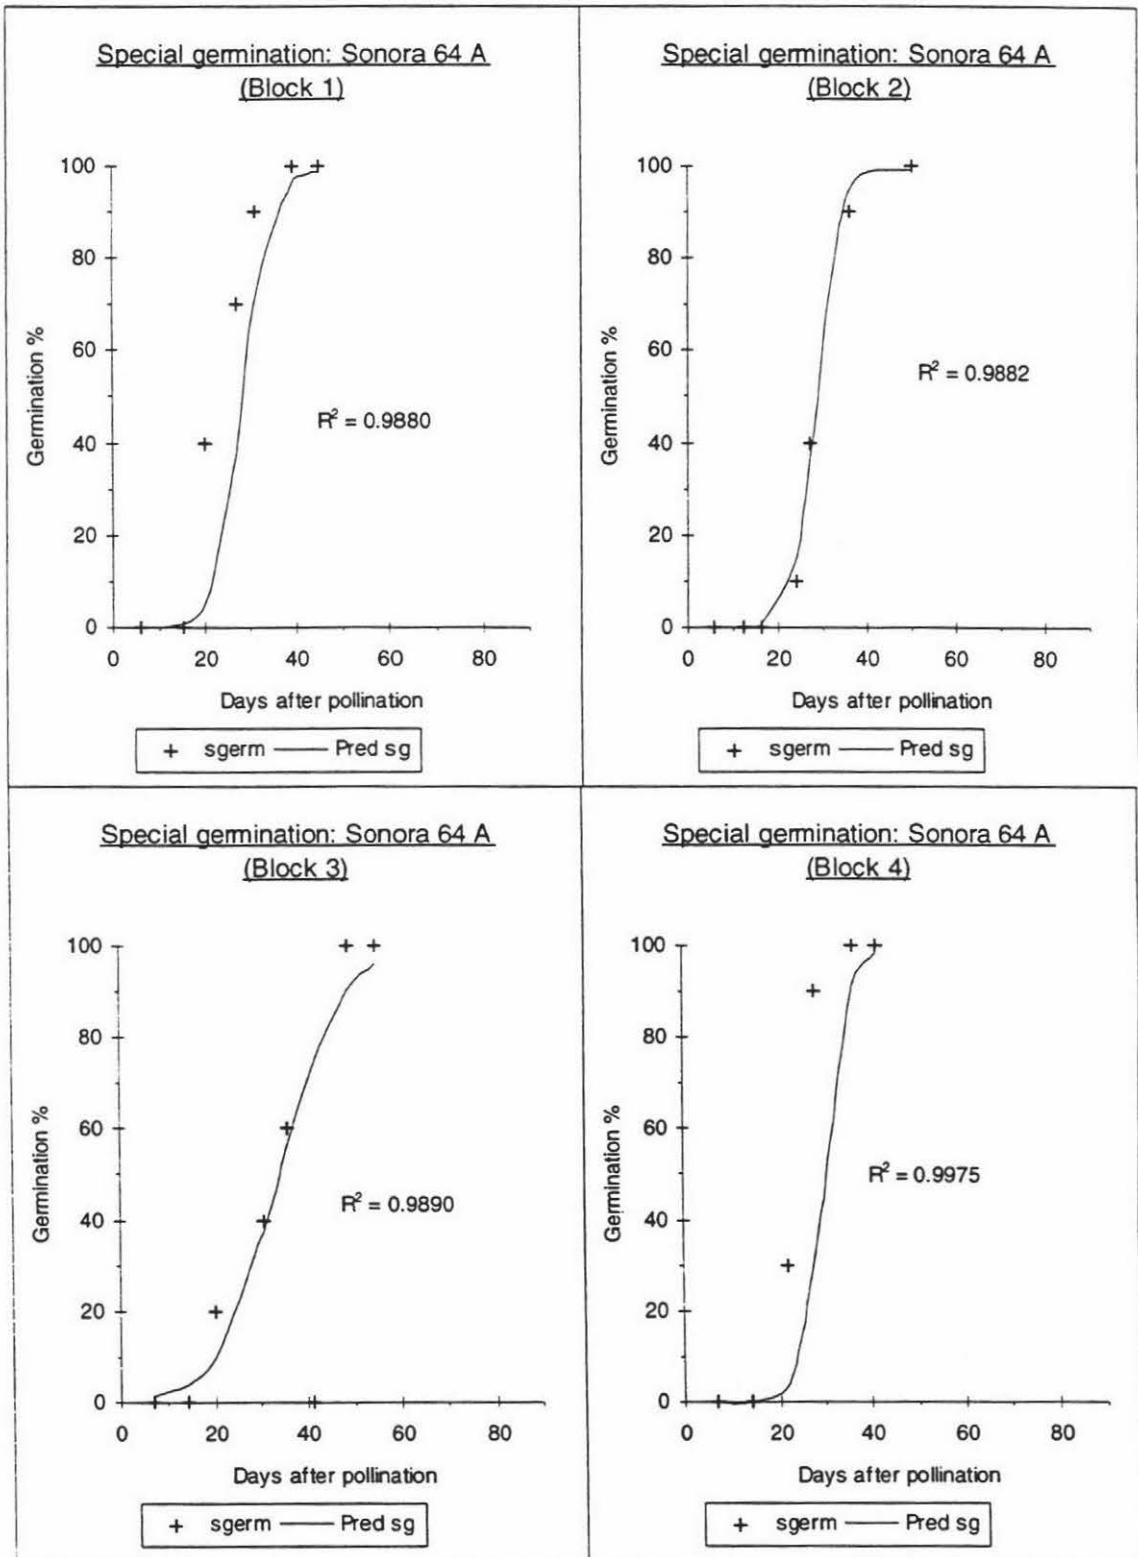 Special germination: Sonora 64 A
(Block 1)
100
80
60
40
20
0
Germination %
R² = 0.9880
0 20 40 60 80
Days after pollination
+ sgerm —— Pred sg
Special germination: Sonora 64 A
(Block 2)
100
80
60
40
20
0
Germination %
R² = 0.9882
0 20 40 60 80
Days after pollination
+ sgerm —— Pred sg
Special germination: Sonora 64 A
(Block 3)
100
80
60
40
20
0
Germination %
R² = 0.9890
0 20 40 60 80
Days after pollination
+ sgerm —— Pred sg
Special germination: Sonora 64 A
(Block 4)
100
80
60
40
20
0
Germination %
R² = 0.9975
0 20 40 60 80
Days after pollination
+ sgerm —— Pred sg